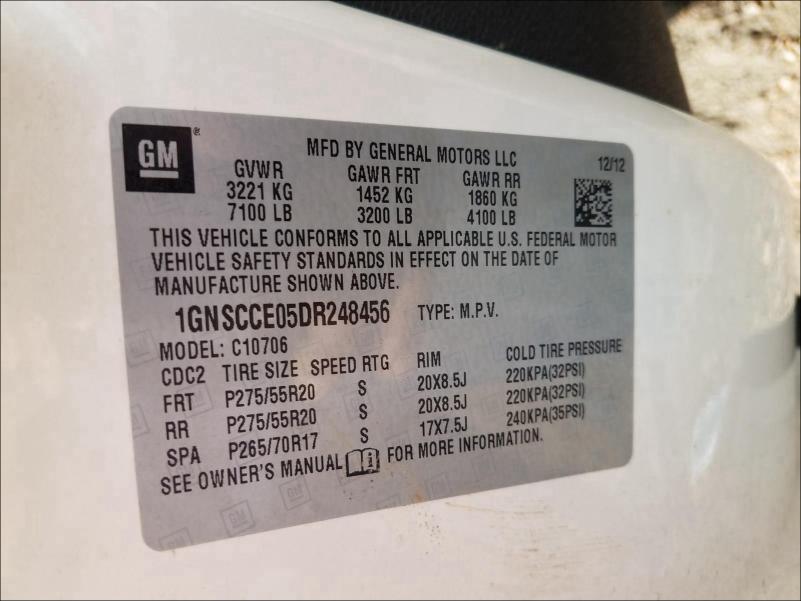 GM®
MFD BY GENERAL MOTORS LLC 12/12
GVWR GAWR FRT GAWR RR
3221 KG 1452 KG 1860 KG
7100 LB 3200 LB 4100 LB
THIS VEHICLE CONFORMS TO ALL APPLICABLE U.S. FEDERAL MOTOR
VEHICLE SAFETY STANDARDS IN EFFECT ON THE DATE OF
MANUFACTURE SHOWN ABOVE.
1GNSCCE05DR248456 TYPE: M.P.V.
MODEL: C10706
CDC2 TIRE SIZE SPEED RTG RIM COLD TIRE PRESSURE
FRT P275/55R20 S 20X8.5J 220KPA(32PSI)
RR P275/55R20 S 20X8.5J 220KPA(32PSI)
SPA P265/70R17 S 17X7.5J 240KPA(35PSI)
SEE OWNER'S MANUAL FOR MORE INFORMATION.